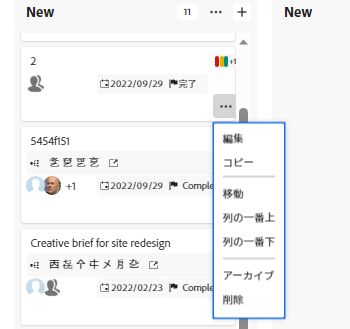 New 11 ... + New
2 +1
2022/09/29 完了
...
5454f151
+1 2022/09/29 Comple
Creative brief for site redesign
2022/02/23 Comple
編集
コピー
移動
列の一番上
列の一番下
アーカイブ
削除